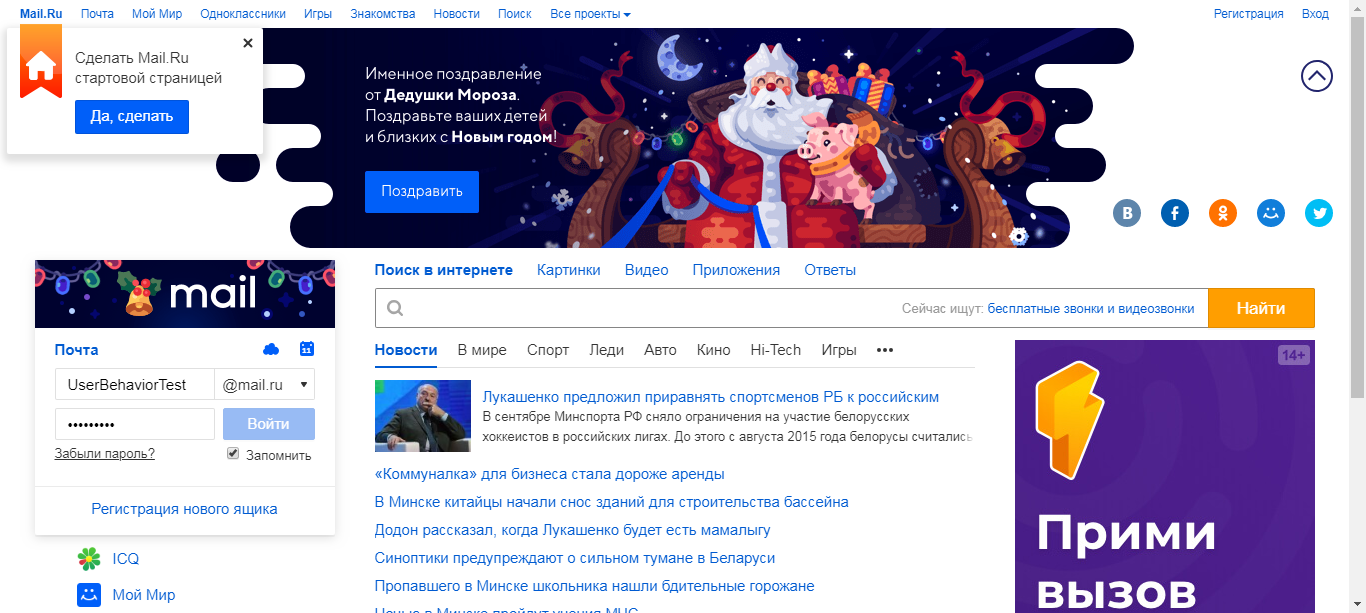 Mail.Ru Почта Мой Мир Одноклассники Игры Знакомства Новости Поиск Все проекты Регистрация Вход
Сделать Mail.Ru
стартовой страницей
Да, сделать
Именное поздравление
от Дедушки Мороза.
Поздравьте ваших детей
и близких с Новым годом!
Поздравить
mail
Почта
11
UserBehaviorTest @mail.ru
Войти
Забыли пароль? Запомнить
Регистрация нового ящика
ICQ
Мой Мир
Поиск в интернете Картинки Видео Приложения Ответы
Сейчас ищут: бесплатные звонки и видеозвонки Найти
Новости В мире Спорт Леди Авто Кино Hi-Tech Игры •••
Лукашенко предложил приравнять спортсменов РБ к российским
В сентябре Минспорта РФ сняло ограничения на участие белорусских
хоккеистов в российских лигах. До этого с августа 2015 года белорусы считались
«Коммуналка» для бизнеса стала дороже аренды
В Минске китайцы начали снос зданий для строительства бассейна
Додон рассказал, когда Лукашенко будет есть мамалыгу
Синоптики предупреждают о сильном тумане в Беларуси
Пропавшего в Минске школьника нашли бдительные горожане
Ночью в Минске пройдут учения МЧС
14+
Прими
вызов